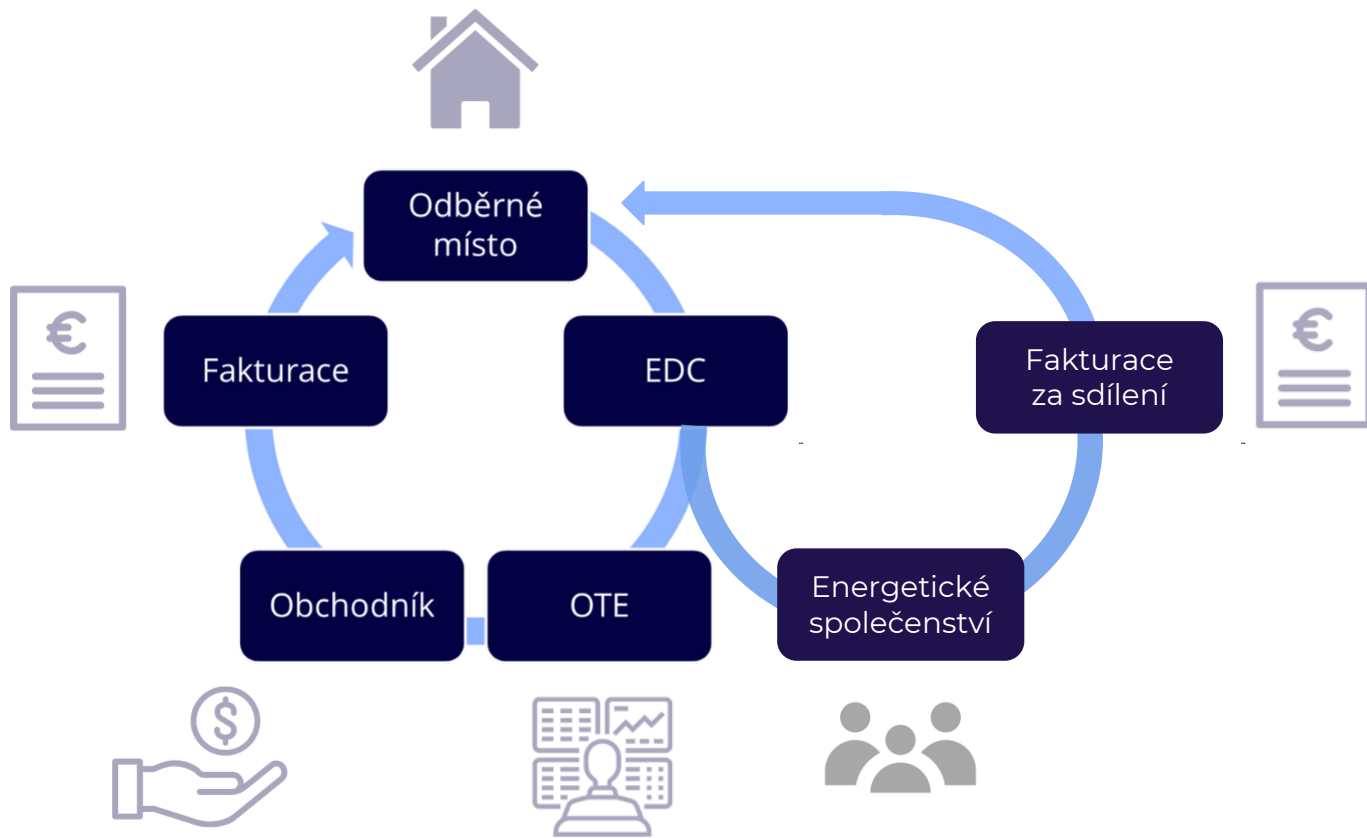 Odběrné
místo
€
Fakturace
EDC
Fakturace
za sdílení
€
Obchodník
OTE
Energetické
společenství
$